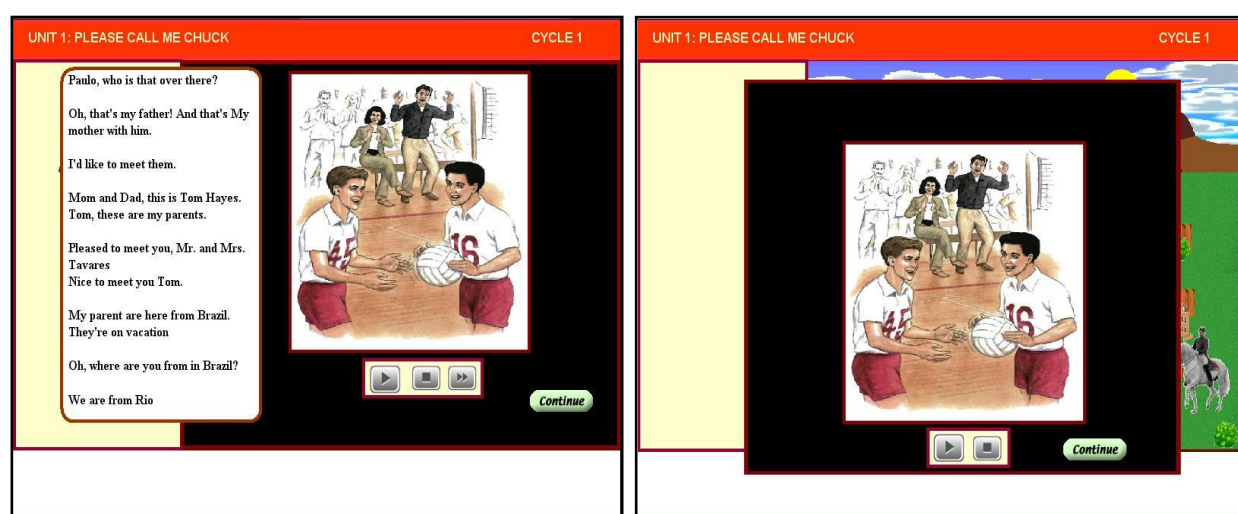 UNIT 1: PLEASE CALL ME CHUCK
CYCLE 1
Paulo, who is that over there?
Oh, that's my father! And that's My
mother with him.
I'd like to meet them.
Mom and Dad, this is Tom Hayes.
Tom, these are my parents.
Pleased to meet you, Mr. and Mrs.
Tavares
Nice to meet you Tom.
My parent are here from Brazil.
They're on vacation
Oh, where are you from in Brazil?
We are from Rio
45
16
Continue
UNIT 1: PLEASE CALL ME CHUCK
CYCLE 1
45
16
Continue